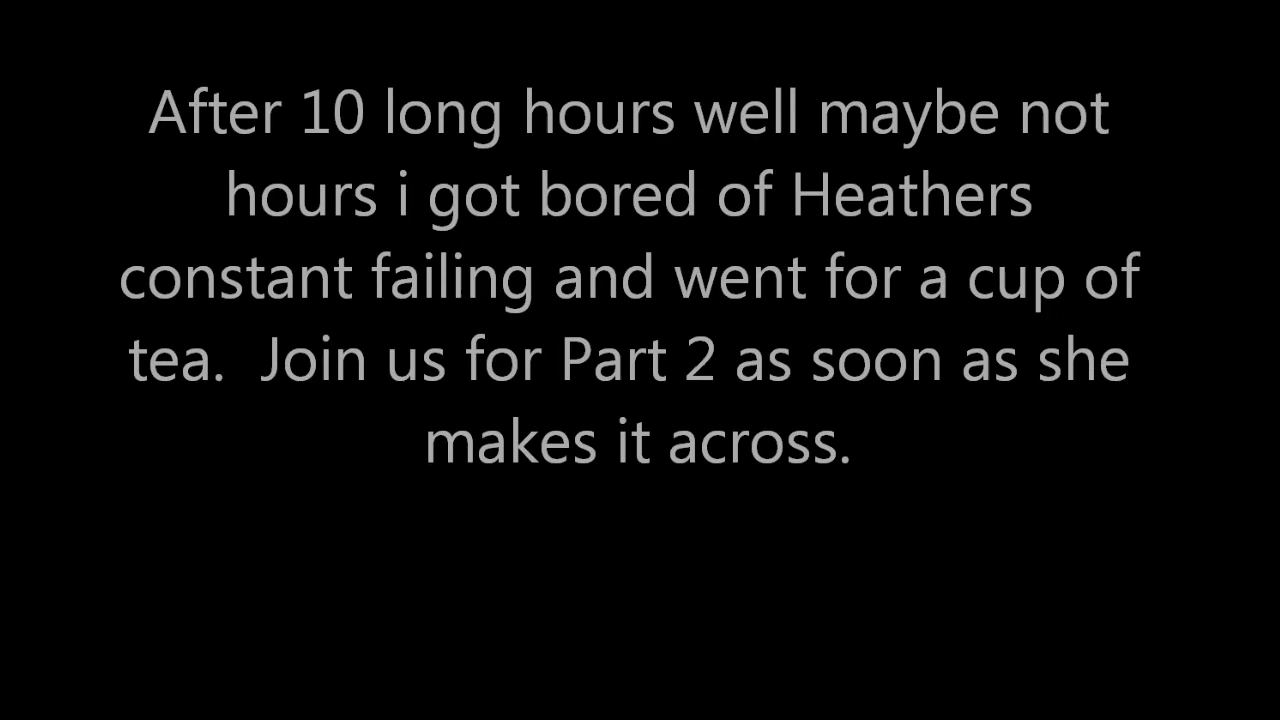 After 10 long hours well maybe not
hours i got bored of Heathers
constant failing and went for a cup of
tea.  Join us for Part 2 as soon as she
makes it across.